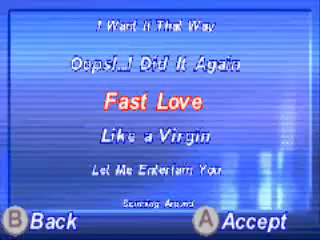 I Want It That Way
Oops!...I Did It Again
Fast Love
Like a Virgin
Let Me Entertain You
Spinning Around
B Back
A Accept